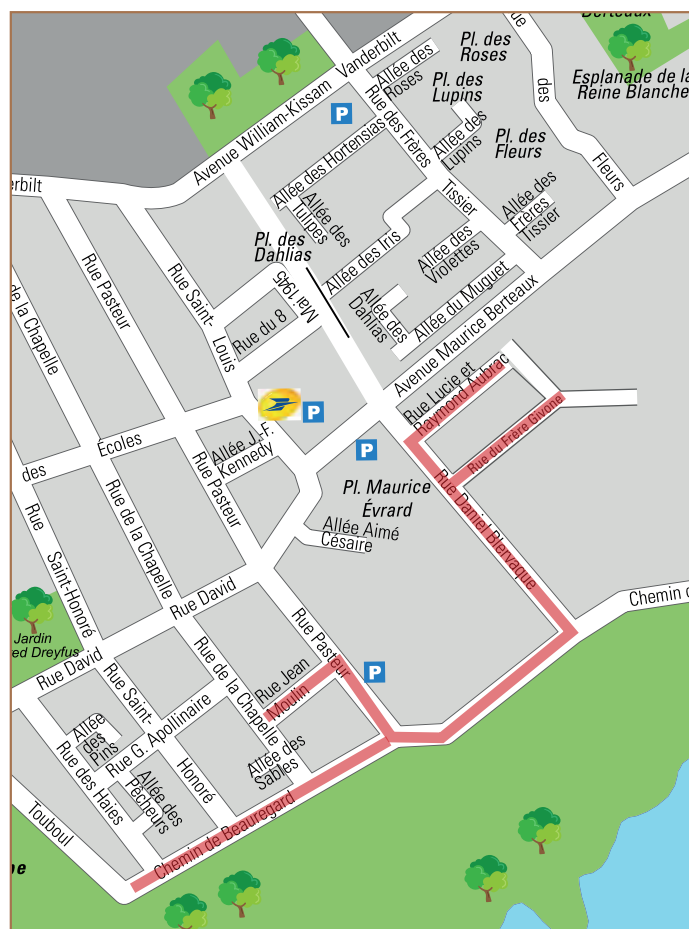 Berteaux
ue
des
Fleurs
Pl. des
Roses
Allée des
Roses
Vanderbilt
Avenue William-Kissam
Pl. des
Lupins
Esplanade de la
Reine Blanche
P
Rue des Frères
Tissier
Allée des
Lupins
Pl. des
Fleurs
Allée des Hortensias
erbilt
Allée des
Tulipes
Allée des
Frères
Tissier
Pl. des
Dahlias
Allée des Iris
Allée des
Violettes
Rue Pasteur
Rue Saint-
Louis
Rue du 8
Mai 1945
Allée des
Dahlias
Allée du Muguet
de la Chapelle
Avenue Maurice Berteaux
Rue Lucie et
Raymond Aubrac
P
des
Écoles
Allée J.-F.
Kennedy
Rue Pasteur
P
Rue du Frère Givone
Pl. Maurice
Évrard
Rue Daniel Blervaque
Rue
Saint-Honoré
Rue de la Chapelle
Allée Aimé
Césaire
Rue David
Chemin d
Jardin
ed Dreyfus
Rue David
Rue Pasteur
P
Rue Jean
Moulin
Rue de la Chapelle
Rue Saint-
Honoré
Rue G. Apollinaire
Allée
des
Pins
Rue des Haies
Allée des
Pêcheurs
Allée des
Sables
Touboul
Chemin de Beauregard